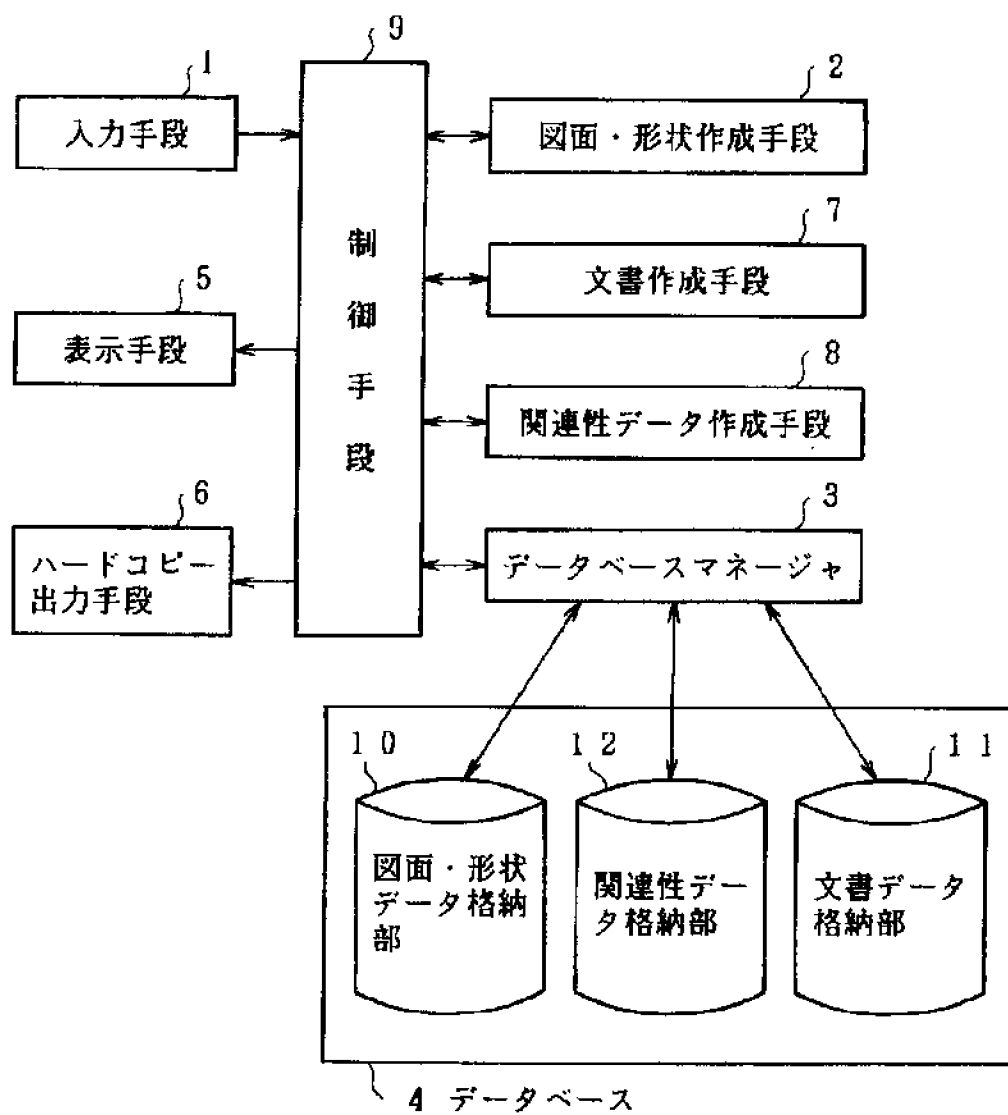 9
1
入力手段
2
図面・形状作成手段
制御手段
7
文書作成手段
5
表示手段
8
関連性データ作成手段
6
ハードコピー
出力手段
3
データベースマネージャ
10
図面・形状
データ格納
部
12
関連性デー
タ格納部
11
文書データ
格納部
4 データベース